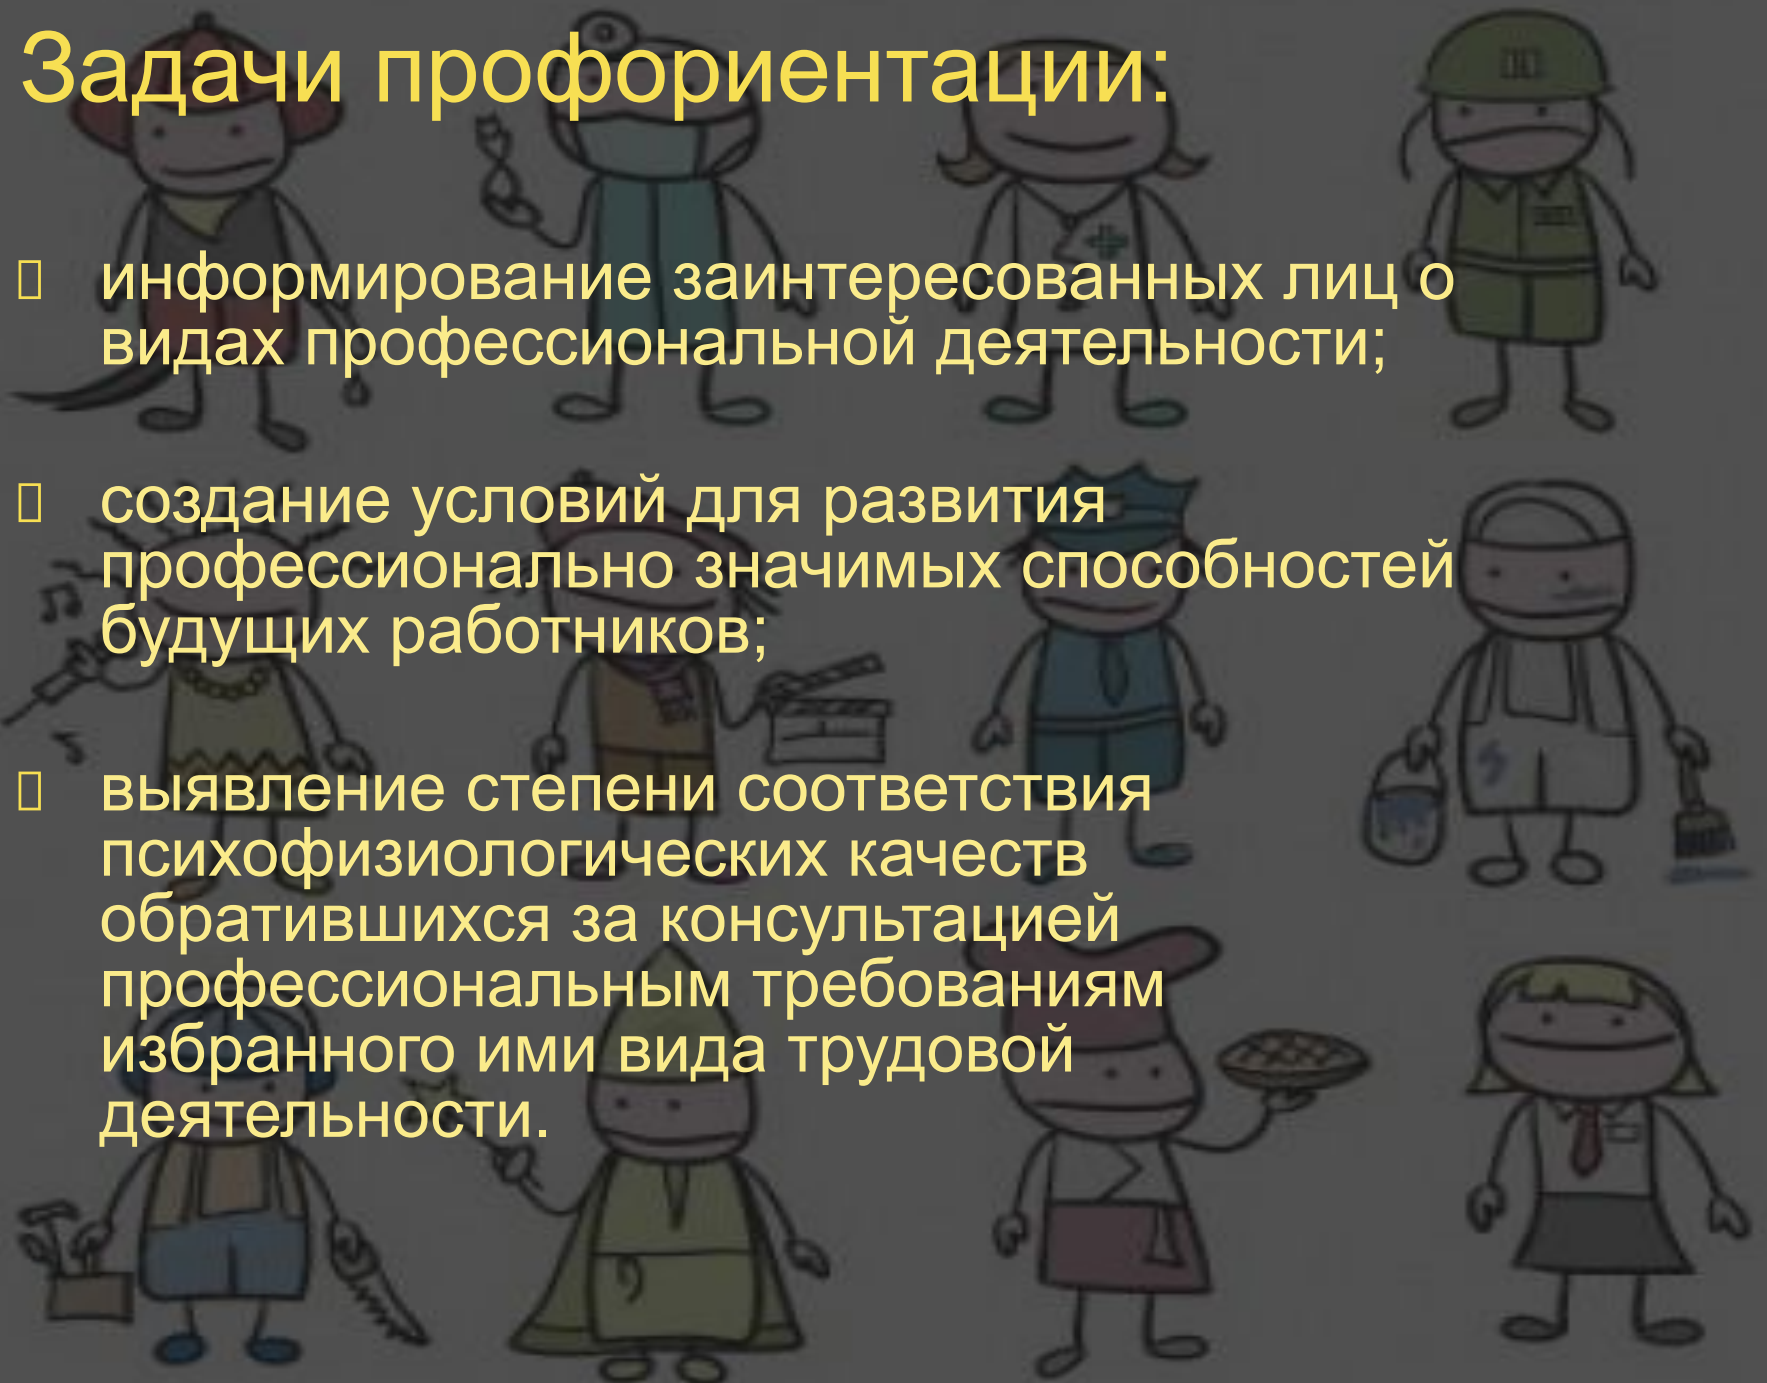 Задачи профориентации:
информирование заинтересованных лиц о
видах профессиональной деятельности;
создание условий для развития
профессионально значимых способностей
будущих работников;
выявление степени соответствия
психофизиологических качеств
обратившихся за консультацией
профессиональным требованиям
избранного ими вида трудовой
деятельности.